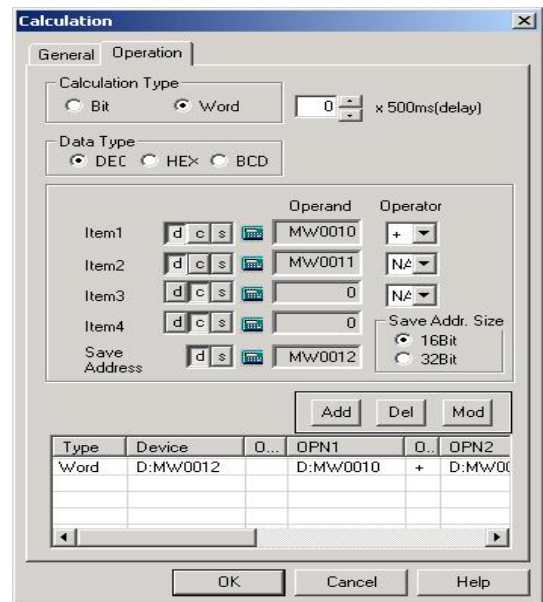 Calculation
General Operation
Calculation Type
Bit Word 0 x 500ms(delay)
Data Type
DEC HEX BCD
Operand Operator
Item1 d c s MW0010 +
Item2 d c s MW0011 NA
Item3 d c s 0 NA
Item4 d c s 0
Save Addr. Size
16Bit
32Bit
Save Address d s MW0012
Add Del Mod
Type Device O... OPN1 O.. OPN2
Word D:MW0012 D:MW0010 + D:MW00
OK Cancel Help